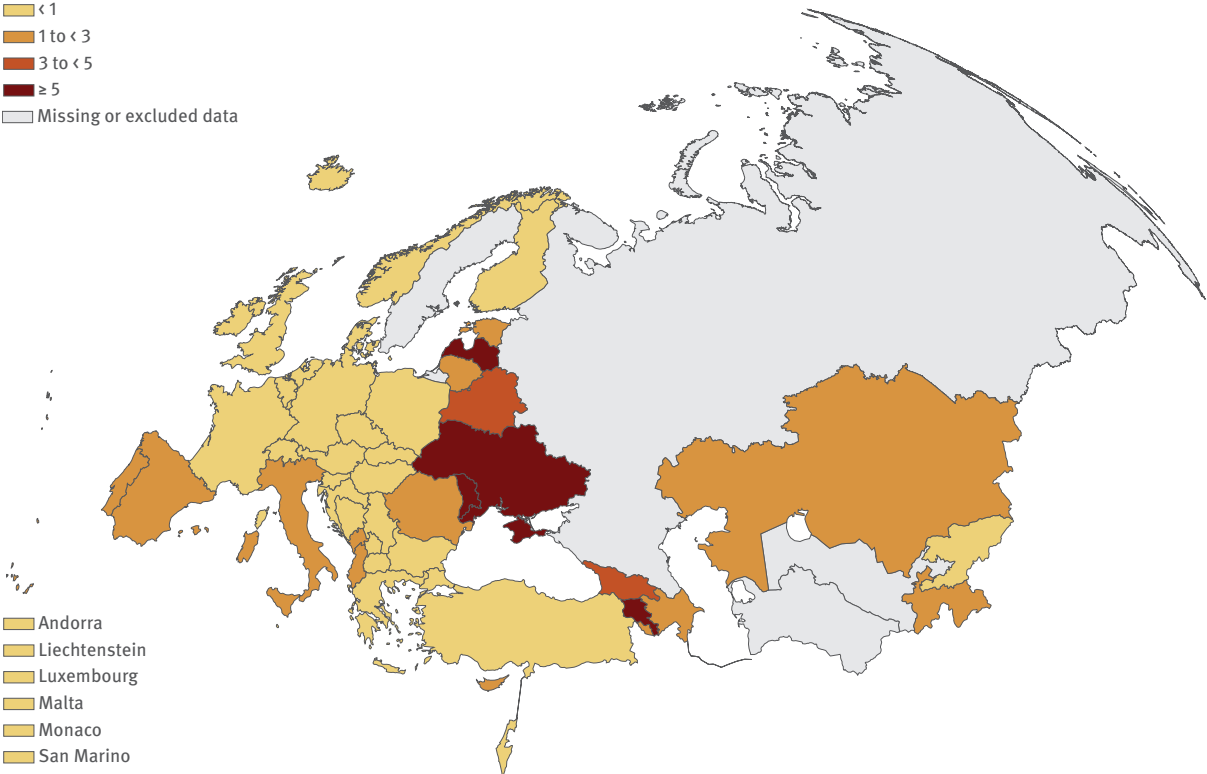 < 1
1 to < 3
3 to < 5
≥ 5
Missing or excluded data
Andorra
Liechtenstein
Luxembourg
Malta
Monaco
San Marino